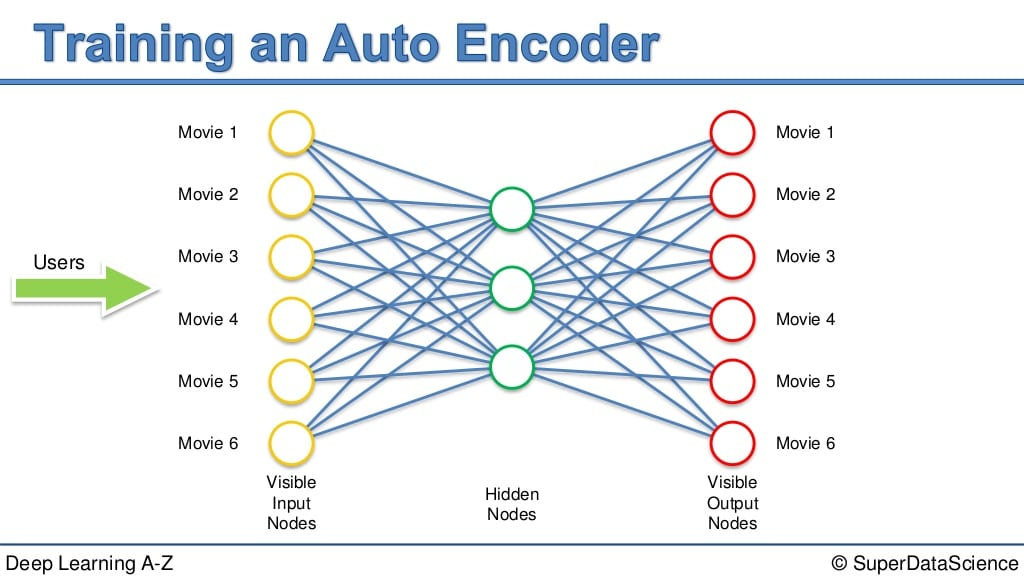 Training an Auto Encoder
Movie 1
Movie 1
Movie 2
Movie 2
Movie 3
Movie 3
Users
Movie 4
Movie 4
Movie 5
Movie 5
Movie 6
Movie 6
Visible
Input
Nodes
Hidden
Nodes
Visible
Output
Nodes
Deep Learning A-Z
© SuperDataScience